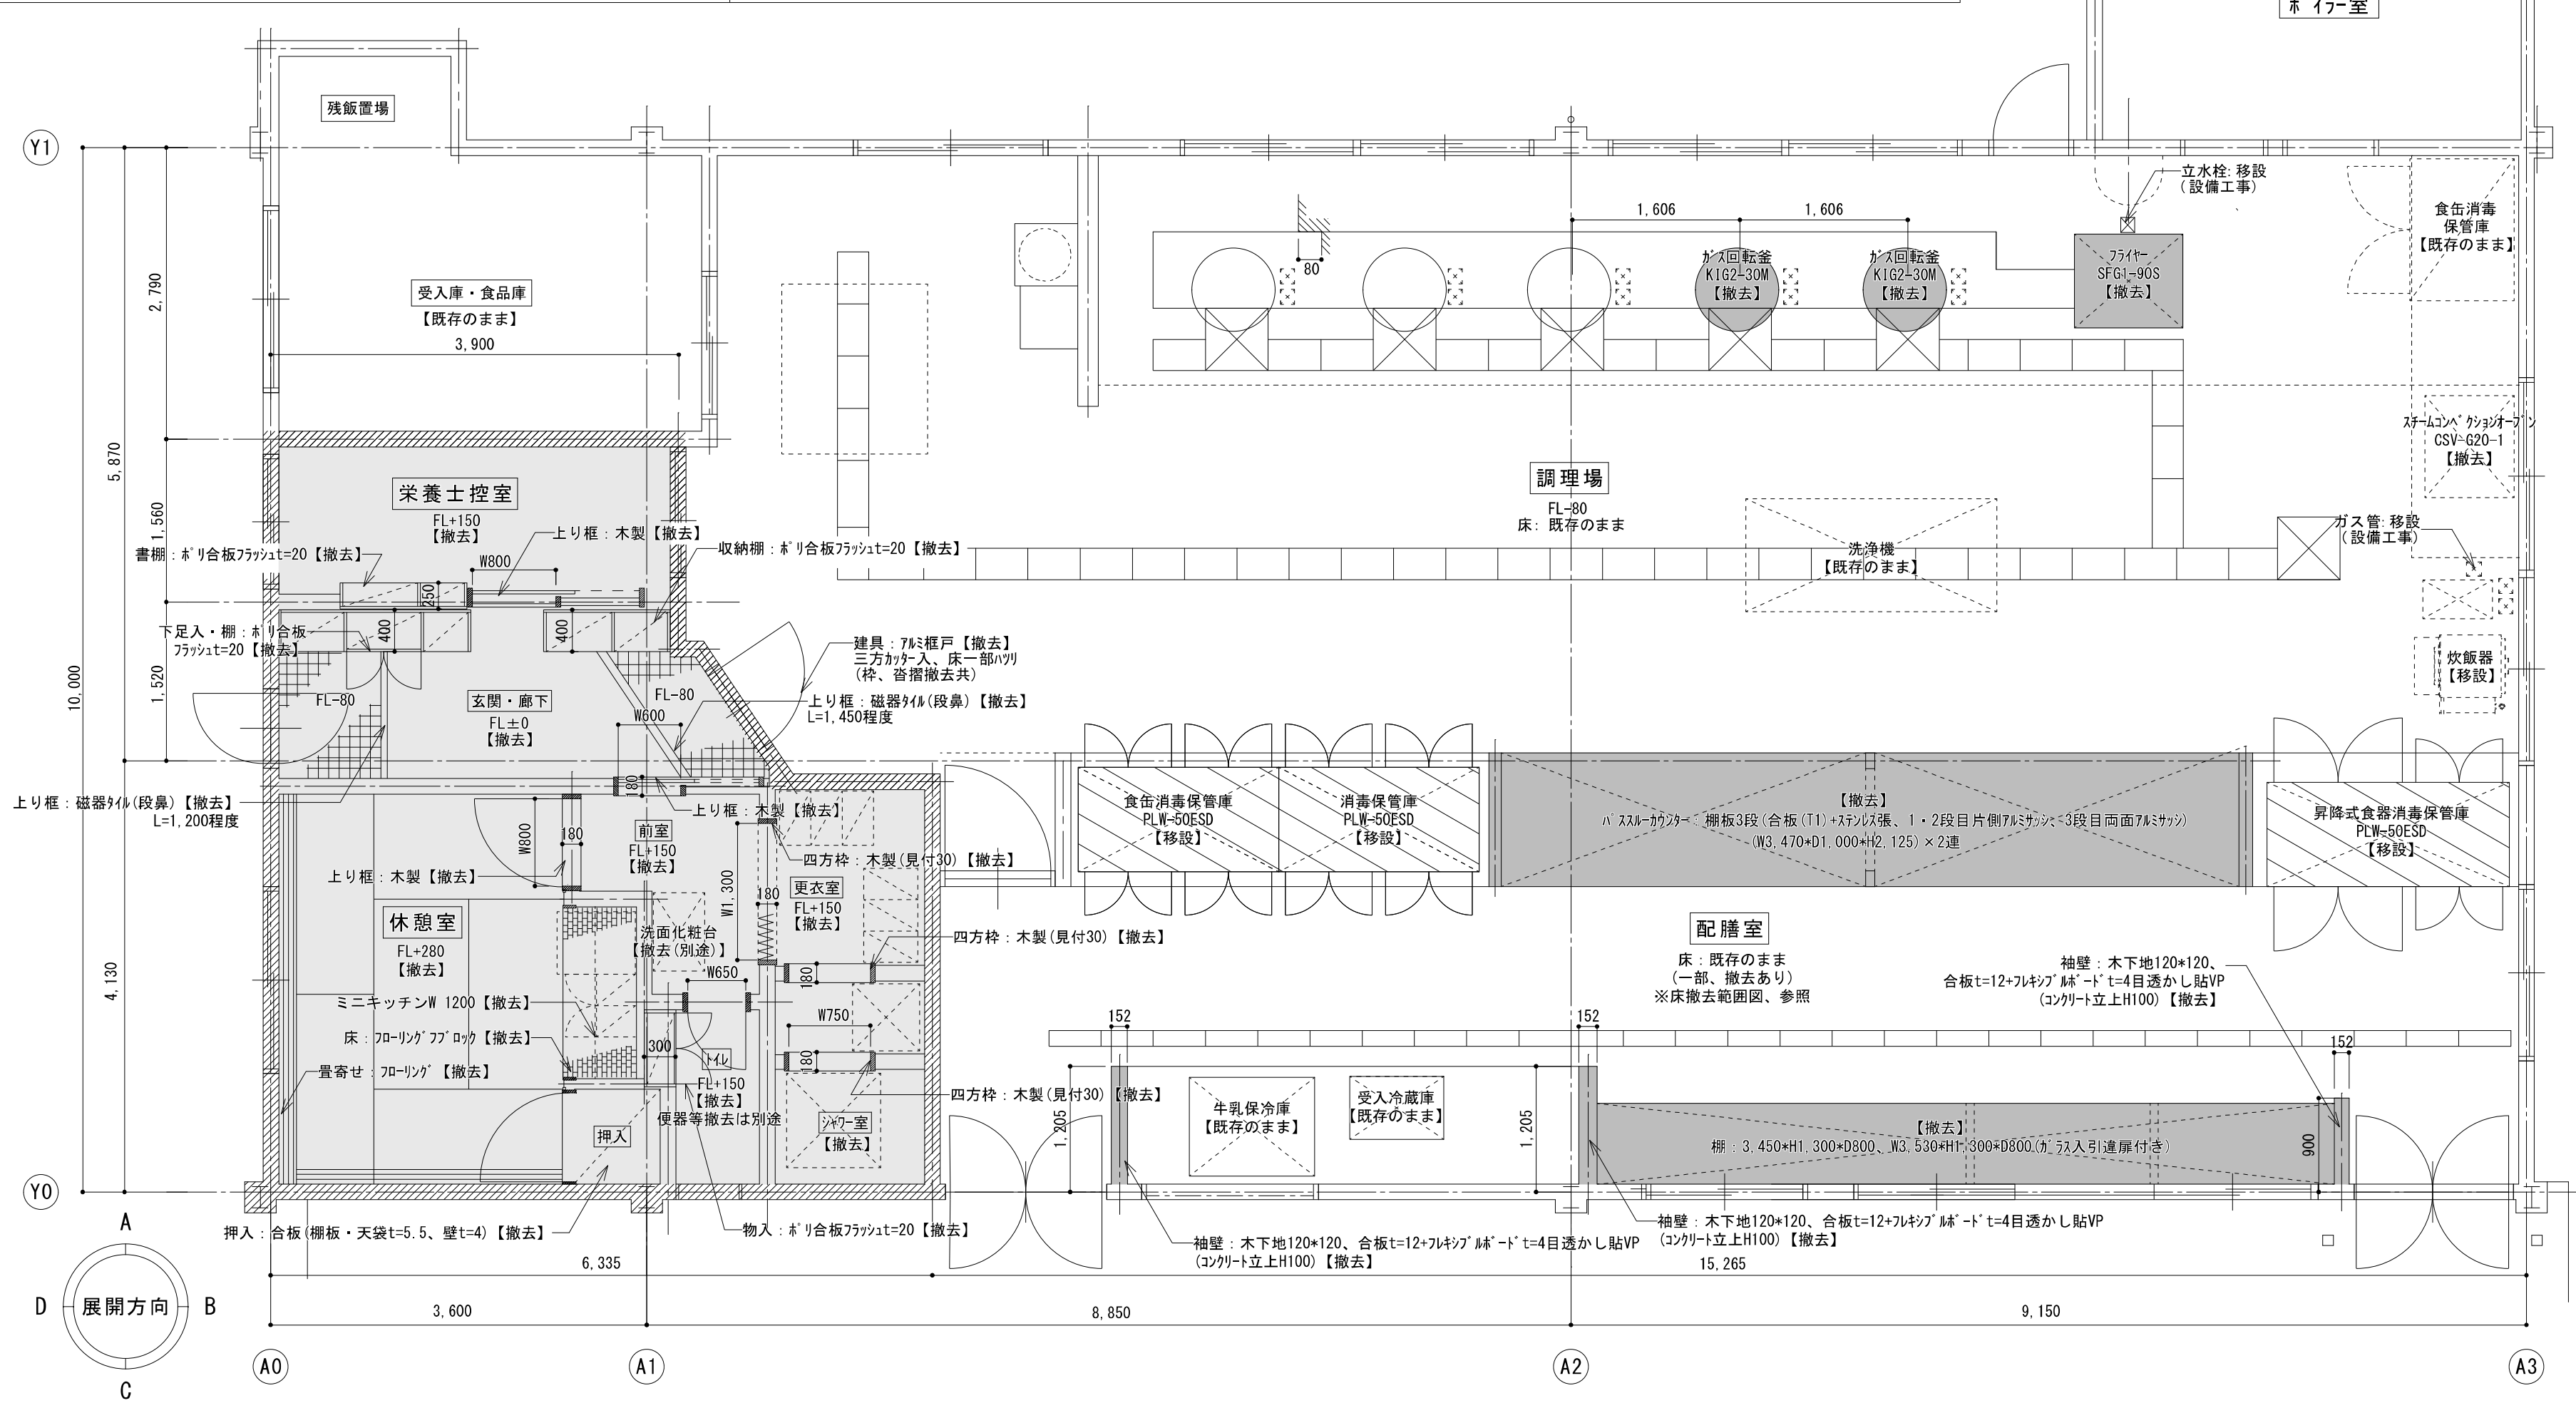 ﾎﾞｲﾗｰ室
残飯置場
Y1
立水栓:移設
(設備工事)
食缶消毒
保管庫
【既存のまま】
1,606
1,606
80
ｶﾞｽ回転釜
KIG2-30M
【撤去】
ｶﾞｽ回転釜
KIG2-30M
【撤去】
ﾌﾗｲﾔｰ
SFG1-90S
【撤去】
2,790
受入庫・食品庫
【既存のまま】
3,900
5,870
ｽﾁｰﾑｺﾝﾍﾞｸｼｮﾝｵｰﾌﾞﾝ
CSV-G20-1
【撤去】
栄養士控室
FL+150
【撤去】
1,560
上り框：木製【撤去】
書棚：ﾎﾟﾘ合板ﾌﾗｯｼｭt=20【撤去】
W800
収納棚：ﾎﾟﾘ合板ﾌﾗｯｼｭt=20【撤去】
調理場
FL-80
床：既存のまま
洗浄機
【既存のまま】
ガス管:移設
(設備工事)
250
400
400
下足入・棚：ﾎﾟﾘ合板
ﾌﾗｯｼｭt=20【撤去】
10,000
1,520
建具：ｱﾙﾐ框戸【撤去】
三方ｶｯﾀｰ入、床一部ﾊﾂﾘ
(枠、沓摺撤去共)
炊飯器
【移設】
FL-80
玄関・廊下
FL±0
【撤去】
FL-80
W600
上り框：磁器ﾀｲﾙ(段鼻)【撤去】
L=1,450程度
180
上り框：磁器ﾀｲﾙ(段鼻)【撤去】
L=1,200程度
上り框：木製【撤去】
食缶消毒保管庫
PLW-50ESD
【移設】
消毒保管庫
PLW-50ESD
【移設】
【撤去】
ﾊﾟｽｽﾙｰｶｳﾝﾀｰ：棚板3段(合板(T1)+ｽﾃﾝﾚｽ張、1・2段目片側ｱﾙﾐｻｯｼ、3段目両面ｱﾙﾐｻｯｼ)
(W3,470*D1,000*H2,125)×2連
昇降式食器消毒保管庫
PLW-50ESD
【移設】
W800
180
前室
FL+150
【撤去】
四方枠：木製(見付30)【撤去】
上り框：木製【撤去】
W1,300
180
更衣室
FL+150
【撤去】
休憩室
FL+280
【撤去】
洗面化粧台
【撤去(別途)】
四方枠：木製(見付30)【撤去】
配膳室
床：既存のまま
(一部、撤去あり)
※床撤去範囲図、参照
袖壁：木下地120*120、
合板t=12+ﾌﾚｷｼﾌﾞﾙﾎﾞｰﾄﾞt=4目透かし貼VP
(ｺﾝｸﾘｰﾄ立上H100)【撤去】
4,130
W650
180
ミニキッチンW 1200【撤去】
床：ﾌﾛｰﾘﾝｸﾞﾌﾞﾛｯｸ【撤去】
畳寄せ：ﾌﾛｰﾘﾝｸﾞ【撤去】
W750
152
152
152
300
ﾄｲﾚ
FL+150
【撤去】
便器等撤去は別途
180
四方枠：木製(見付30)【撤去】
ｼｬﾜｰ室
【撤去】
押入
1,205
牛乳保冷庫
【既存のまま】
受入冷蔵庫
【既存のまま】
1,205
【撤去】
棚：3,450*H1,300*D800、W3,530*H1,300*D800(ｶﾞﾗｽ入引違扉付き)
900
Y0
押入：合板(棚板・天袋t=5.5、壁t=4)【撤去】
物入：ﾎﾟﾘ合板ﾌﾗｯｼｭt=20【撤去】
袖壁：木下地120*120、合板t=12+ﾌﾚｷｼﾌﾞﾙﾎﾞｰﾄﾞt=4目透かし貼VP
(ｺﾝｸﾘｰﾄ立上H100)【撤去】
袖壁：木下地120*120、合板t=12+ﾌﾚｷｼﾌﾞﾙﾎﾞｰﾄﾞt=4目透かし貼VP
(ｺﾝｸﾘｰﾄ立上H100)【撤去】
6,335
15,265
A
D
展開方向
B
C
3,600
8,850
9,150
A0
A1
A2
A3